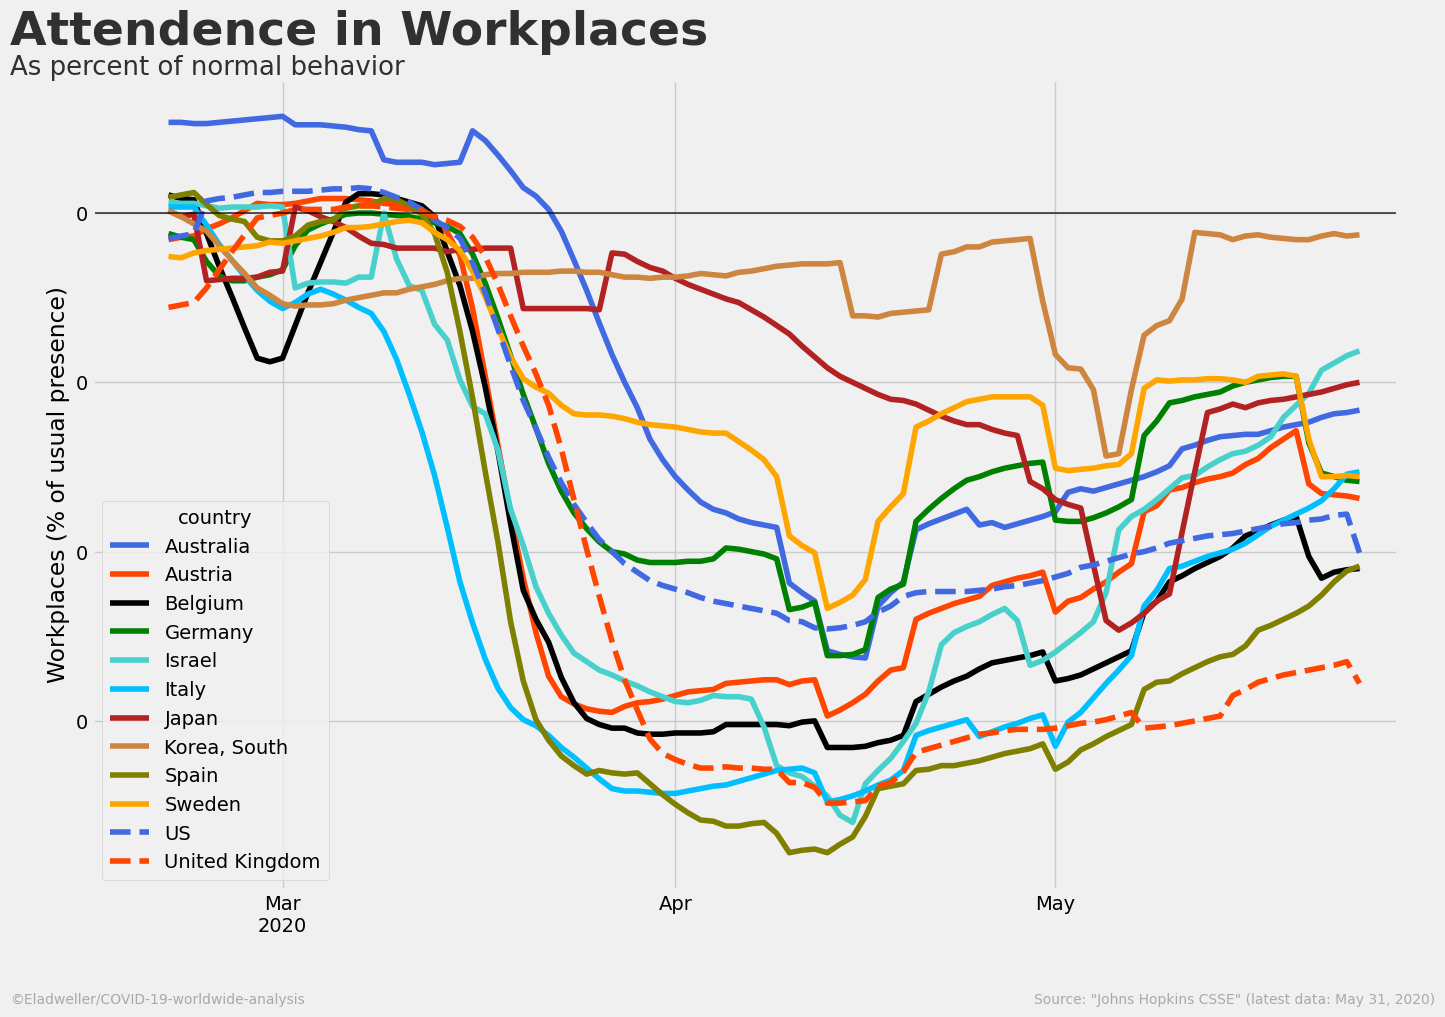 Attendence in Workplaces
As percent of normal behavior
Workplaces (% of usual presence)
0
0
0
0
country
Australia
Austria
Belgium
Germany
Israel
Italy
Japan
Korea, South
Spain
Sweden
US
United Kingdom
Mar
2020
Apr
May
©Eladweller/COVID-19-worldwide-analysis
Source: "Johns Hopkins CSSE" (latest data: May 31, 2020)